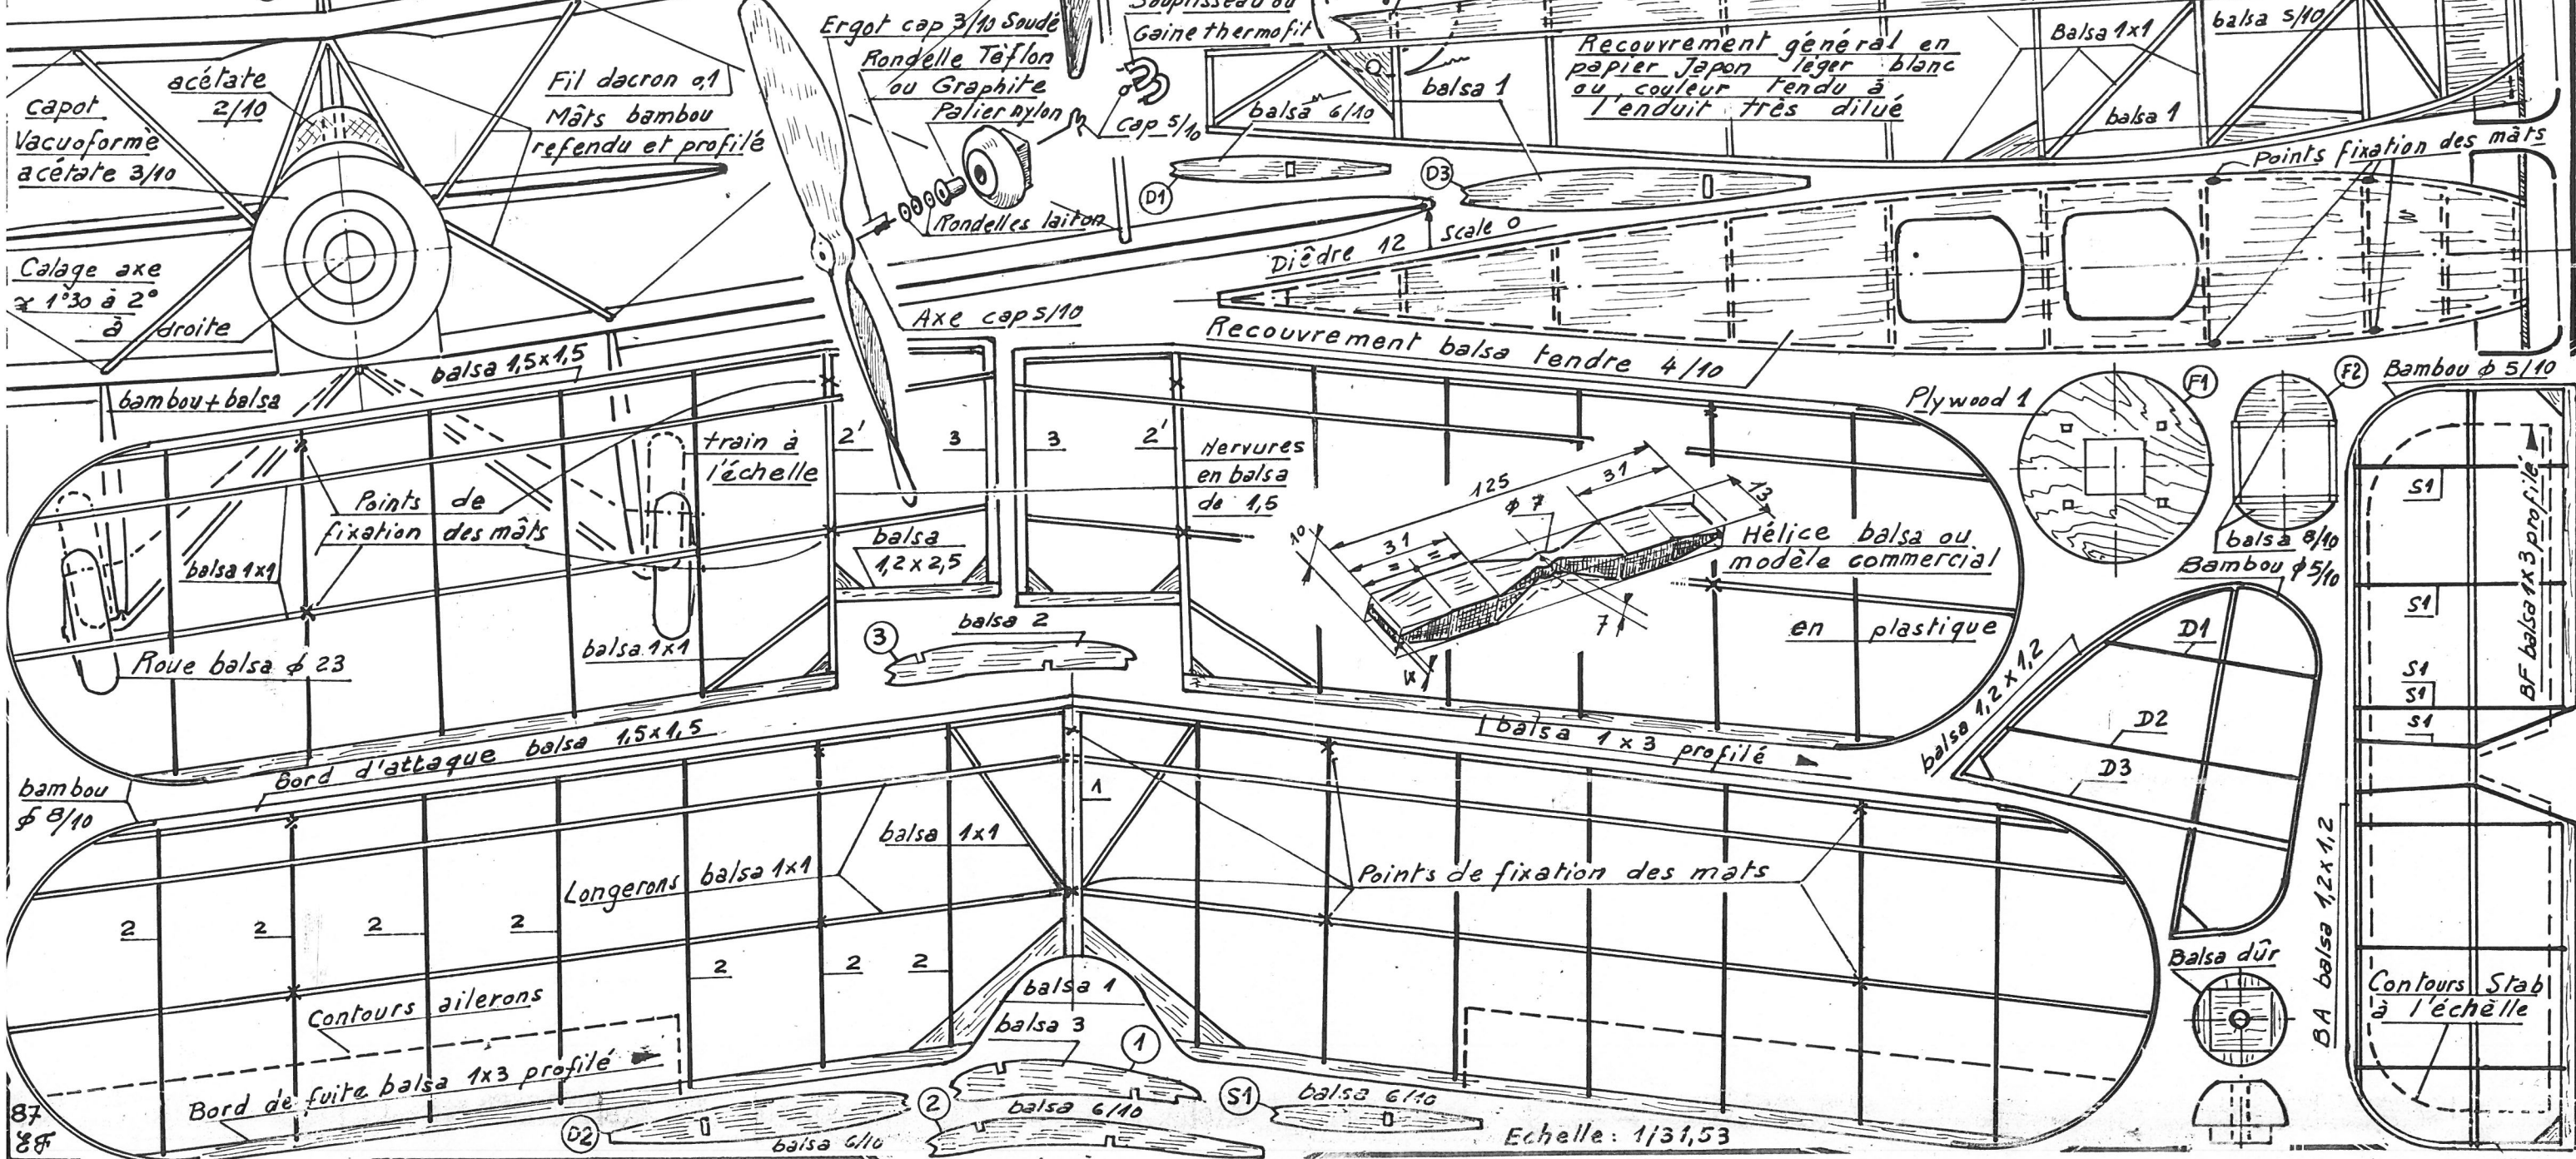 Ergot cap 3/10 Soudé
Rondelle Tèflon
ou Graphite
Palier nylon
Rondelles laiton
Gaine thermofit
Cap 5/10
balsa 6/10
balsa 1
Recouvrement général en
papier Japon léger blanc
ou couleur tendu à
l'enduit très dilué
Balsa 1x1
balsa 5/10
balsa 1
Points fixation des mâts
acétate
2/10
capot
Vacuoformè
acétate 3/10
Fil dacron 0,1
Mâts bambou
refendu et profilé
Calage axe
≃ 1°30 à 2°
à droite
D1
D3
Dièdre 12
scale 0
Axe cap 5/10
Recouvrement balsa tendre 4/10
balsa 1,5x1,5
bambou+balsa
train à
l'échelle
2'
3
3
2'
Nervures
en balsa
de 1,5
Points de
fixation des mâts
balsa 1x1
balsa
1,2x2,5
Roue balsa ϕ 23
balsa 1x1
3
balsa 2
125
31
ϕ 7
13
10
31
=
=
7
4
Hélice balsa ou
modèle commercial
en plastique
Plywood 1
F1
F2
Bambou ϕ 5/10
balsa 8/10
Bambou ϕ 5/10
S1
S1
S1
S1
S1
BF balsa 1x3 profilé
balsa 1,2x1,2
D1
D2
D3
Bord d'attaque balsa 1,5x1,5
balsa 1x3 profilé
bambou
ϕ 8/10
1
balsa 1x1
Longerons balsa 1x1
Points de fixation des mats
2
2
2
2
2
2
2
Contours ailerons
Bord de fuite balsa 1x3 profilé
balsa 1
balsa 3
1
2
balsa 6/10
S1
balsa 6/10
D2
balsa 6/10
Echelle: 1/31,53
Balsa dûr
BA balsa 1,2x1,2
Contours Stab
à l'échèlle
87